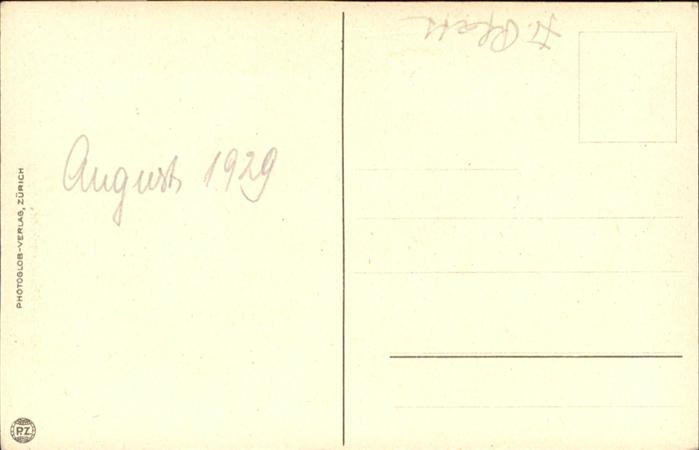 August 1929
PHOTOGLOB-VERLAG, ZÜRICH
PZ